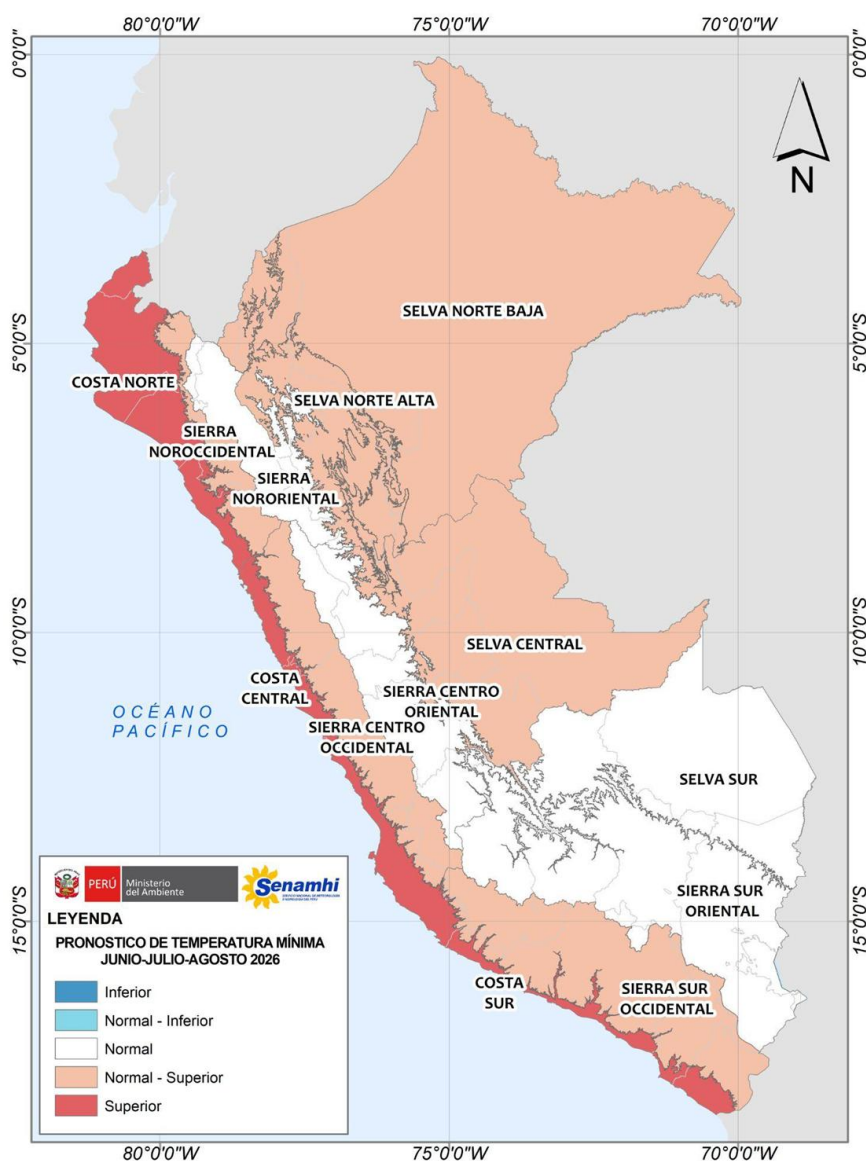 80°0'0"W 75°0'0"W 70°0'0"W
0°0'0"
0°0'0"
N
SELVA NORTE BAJA
5°0'0"S
5°0'0"S
COSTA NORTE
SELVA NORTE ALTA
SIERRA
NOROCCIDENTAL
SIERRA
NORORIENTAL
10°0'0"S
10°0'0"S
SELVA CENTRAL
COSTA
CENTRAL
SIERRA CENTRO
ORIENTAL
OCÉANO
PACÍFICO
SIERRA CENTRO
OCCIDENTAL
SELVA SUR
SIERRA SUR
ORIENTAL
15°0'0"S
15°0'0"S
COSTA
SUR
SIERRA SUR
OCCIDENTAL
PERÚ
Ministerio
del Ambiente
Senamhi
LEYENDA
PRONOSTICO DE TEMPERATURA MÍNIMA
JUNIO-JULIO-AGOSTO 2026
Inferior
Normal - Inferior
Normal
Normal - Superior
Superior
80°0'0"W 75°0'0"W 70°0'0"W